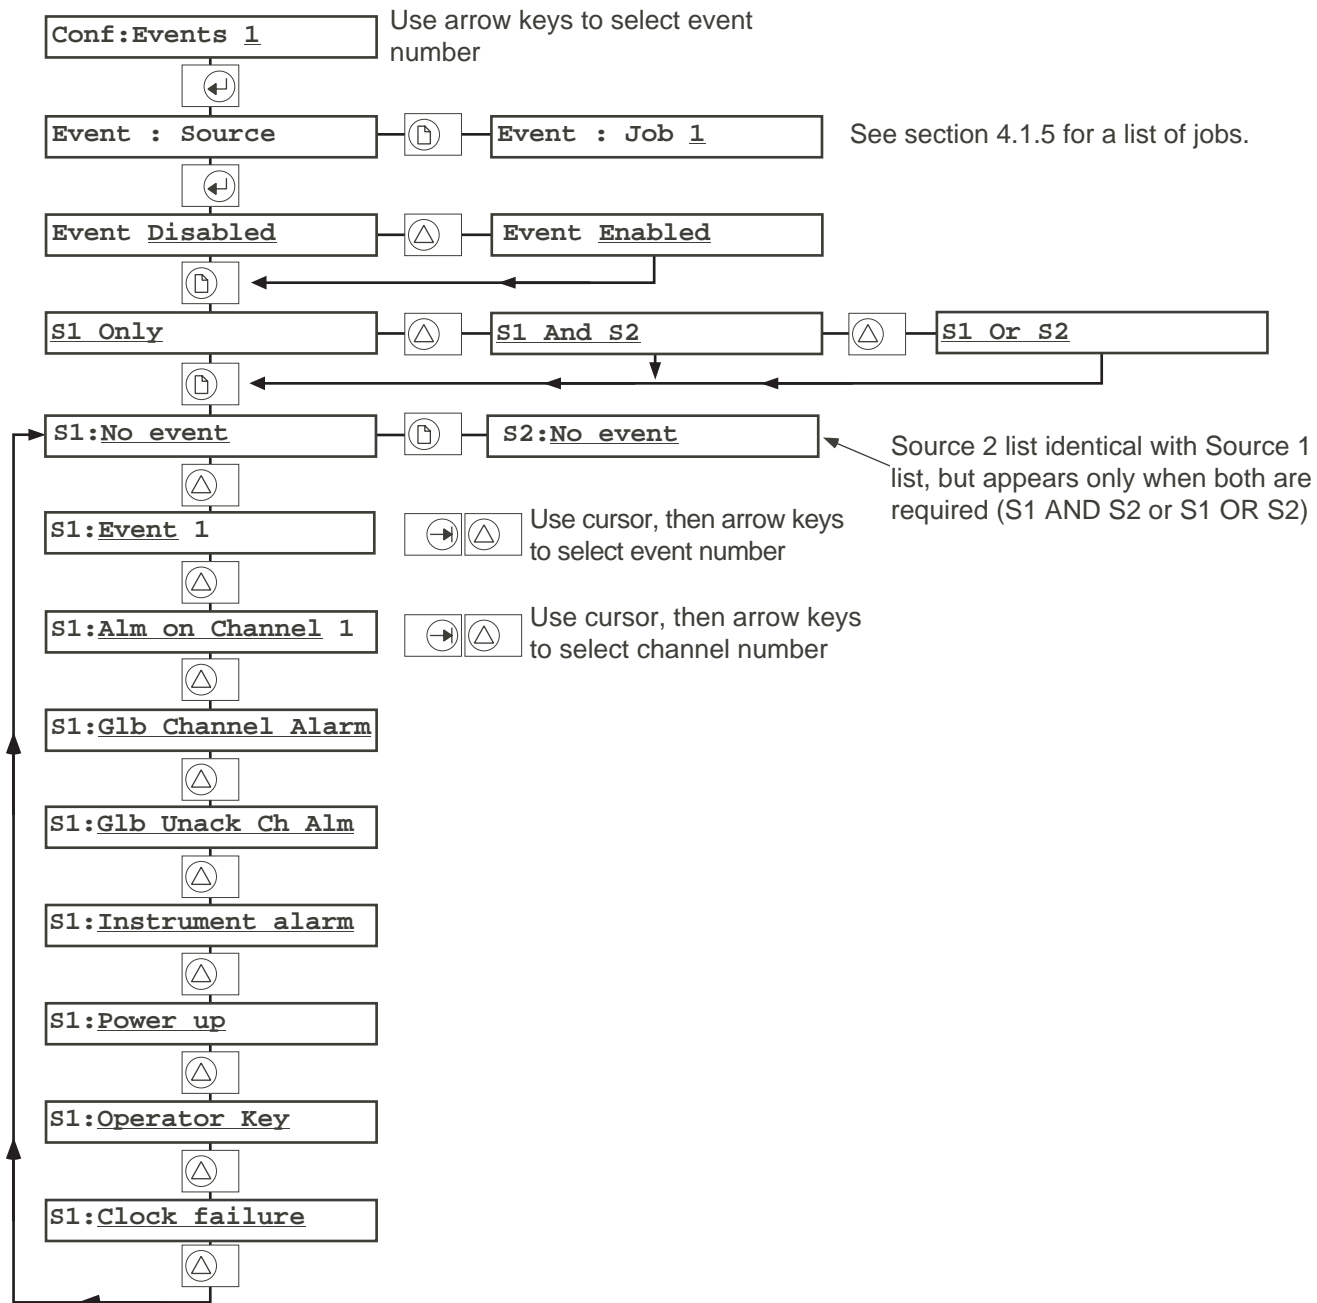 Conf:Events 1
Use arrow keys to select event
number
Event : Source
Event : Job 1
See section 4.1.5 for a list of jobs.
Event Disabled
Event Enabled
S1 Only
S1 And S2
S1 Or S2
S1:No event
S2:No event
Source 2 list identical with Source 1
list, but appears only when both are
required (S1 AND S2 or S1 OR S2)
S1:Event 1
Use cursor, then arrow keys
to select event number
S1:Alm on Channel 1
Use cursor, then arrow keys
to select channel number
S1:Glb Channel Alarm
S1:Glb Unack Ch Alm
S1:Instrument alarm
S1:Power up
S1:Operator Key
S1:Clock failure